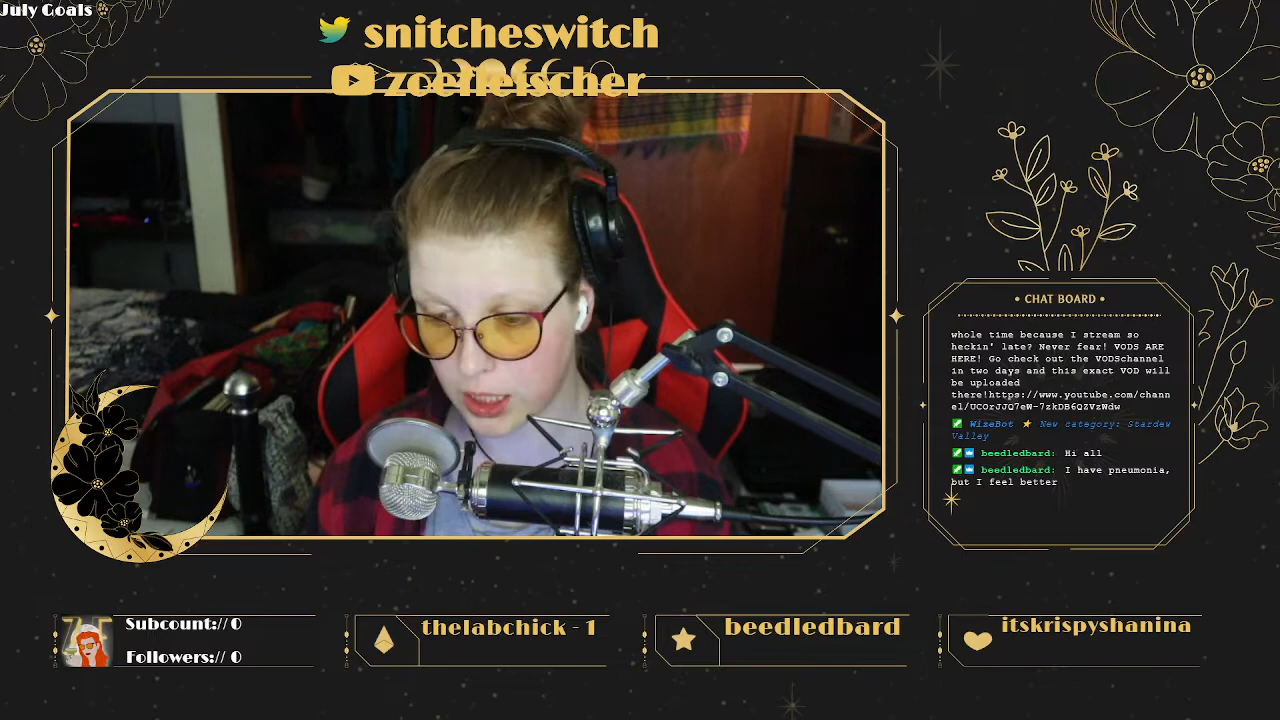 July Goals
snitcheswitch
zoeffleischer
• CHAT BOARD •
whole time because I stream so
heckin' late? Never fear! VODS ARE
HERE! Go check out the VODSchannel
in two days and this exact VOD will
be uploaded
there!https://www.youtube.com/chann
el/UCOrJJQ7eW-7zkDB6QZVzWdw
WizeBot ⭐ New category: Stardew
Valley
beedledbard: Hi all
beedledbard: I have pneumonia,
but I feel better
Subcount:// 0
Followers:// 0
thelabchick - 1
beedledbard
itskrispyshanina